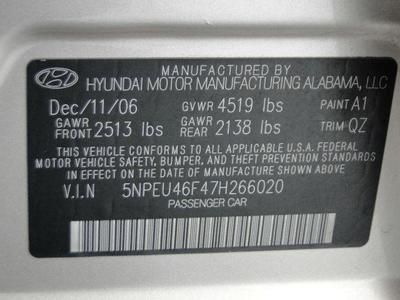 MANUFACTURED BY
HYUNDAI MOTOR MANUFACTURING ALABAMA, LLC
Dec/11/06 GVWR 4519 lbs PAINT A1
GAWR FRONT 2513 lbs GAWR REAR 2138 lbs TRIM QZ
THIS VEHICLE CONFORMS TO ALL APPLICABLE U.S.A. FEDERAL
MOTOR VEHICLE SAFETY, BUMPER, AND THEFT PREVENTION STANDARDS
IN EFFECT ON THE DATE OF MANUFACTURE SHOWN ABOVE.
V.I.N 5NPEU46F47H266020
PASSENGER CAR